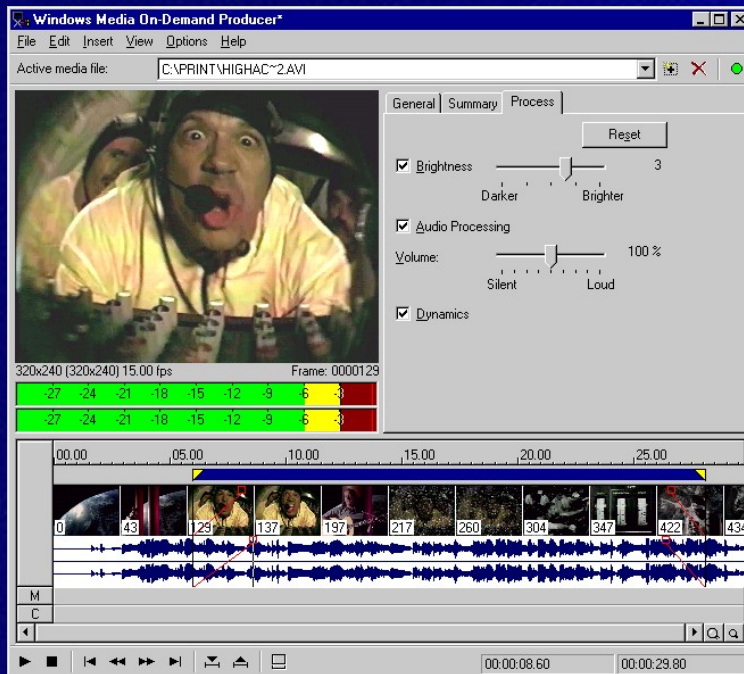 Windows Media On-Demand Producer*
File Edit Insert View Options Help
Active media file: C:\PRINT\HIGHAC~2.AVI
General Summary Process
Reset
Brightness 3
Darker Brighter
Audio Processing
Volume: 100 %
Silent Loud
Dynamics
320x240 (320x240) 15.00 fps Frame: 0000129
-27 -24 -21 -18 -15 -12 -9 -6 -3
-27 -24 -21 -18 -15 -12 -9 -6 -3
00.00 05.00 10.00 15.00 20.00 25.00
0 43 129 137 197 217 260 304 347 422 434
M
C
00:00:08.60 00:00:29.80